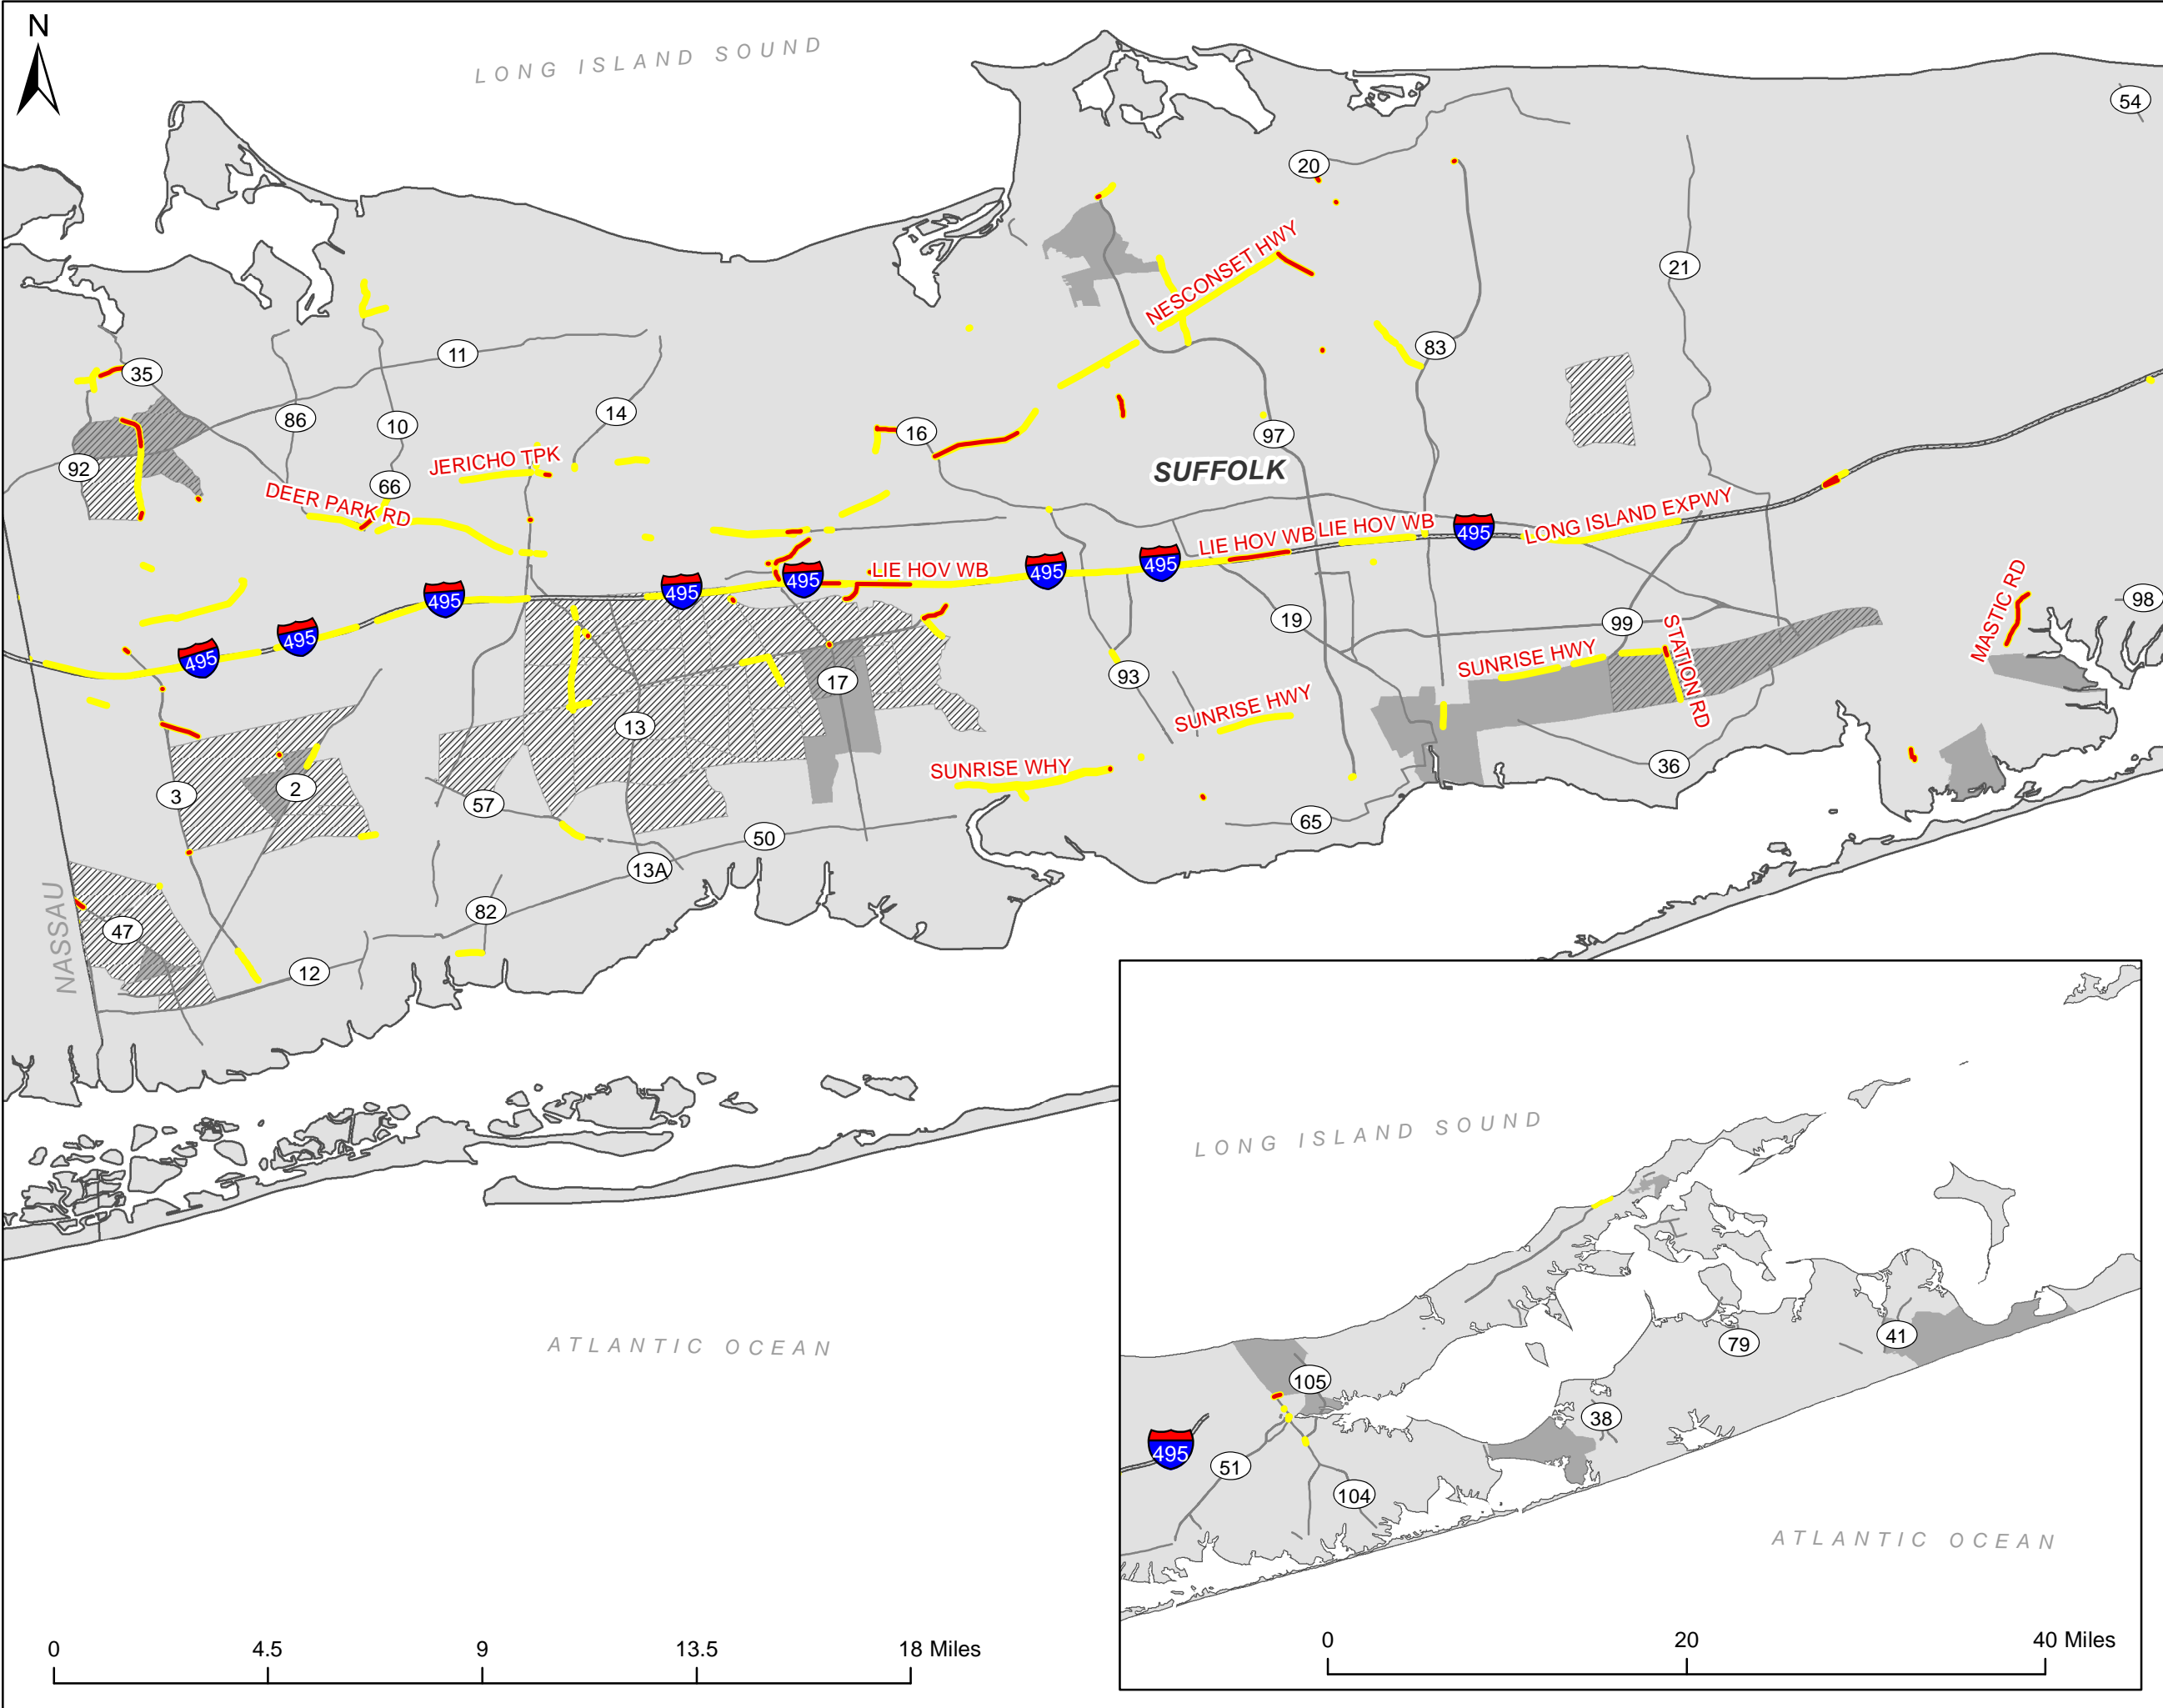 N
LONG ISLAND SOUND
54
20
21
NESCONSET HWY
11
83
35
14
86
10
16
97
92
JERICHO TPK
SUFFOLK
66
DEER PARK RD
LONG ISLAND EXPWY
LIE HOV WB
LIE HOV WB
495
LIE HOV WB
495
495
495
495
495
MASTIC RD
98
495
19
99
STATION RD
495
SUNRISE HWY
93
17
SUNRISE HWY
13
SUNRISE WHY
36
2
3
57
65
50
13A
NASSAU
82
47
12
LONG ISLAND SOUND
ATLANTIC OCEAN
79
41
105
38
495
51
104
ATLANTIC OCEAN
0 4.5 9 13.5 18 Miles
0 20 40 Miles